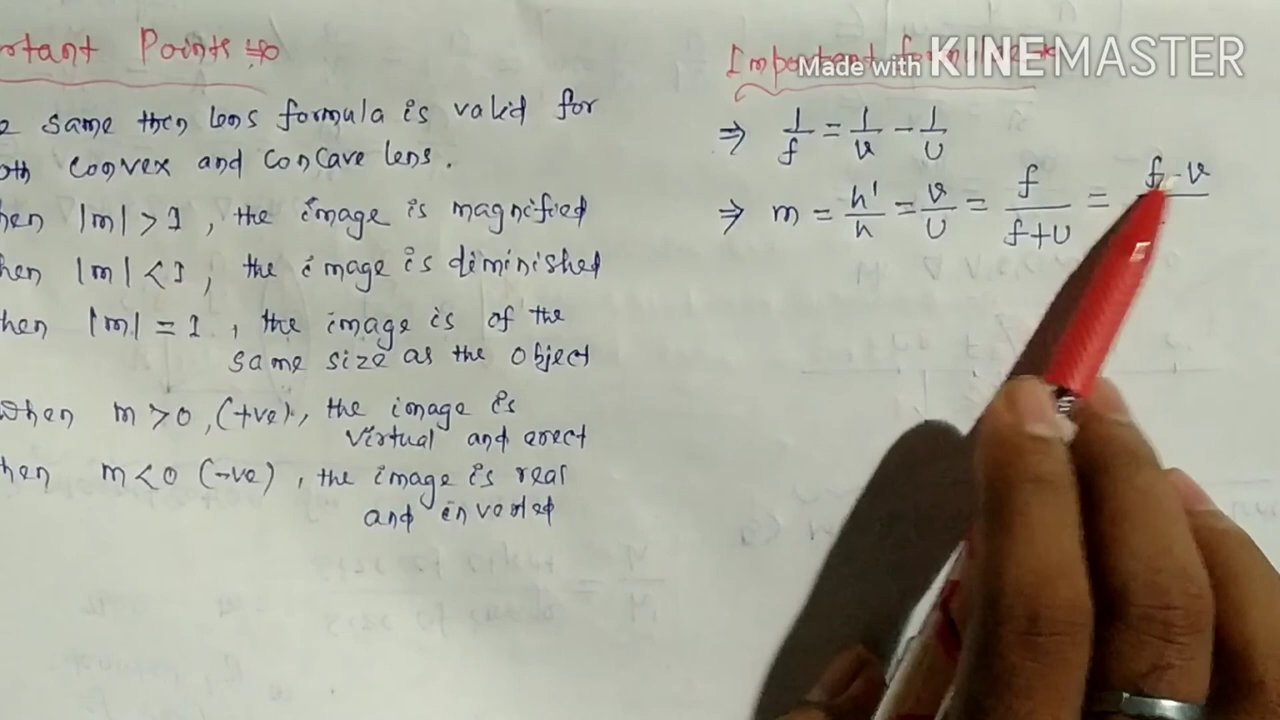 rtant Points ⇒
e same then lens formula is valid for
oth convex and concave lens.
hen |m| > 1, the image is magnified
hen |m| < 1, the image is diminished
hen |m| = 1, the image is of the
same size as the object
when m > 0, (+ve), the image is
virtual and erect
hen m < 0 (-ve), the image is real
and inverted
Made with KINEMASTER
Important
⇒ 1/f = 1/v - 1/u
⇒ m = h'/h = v/u = f/f+u = f-v